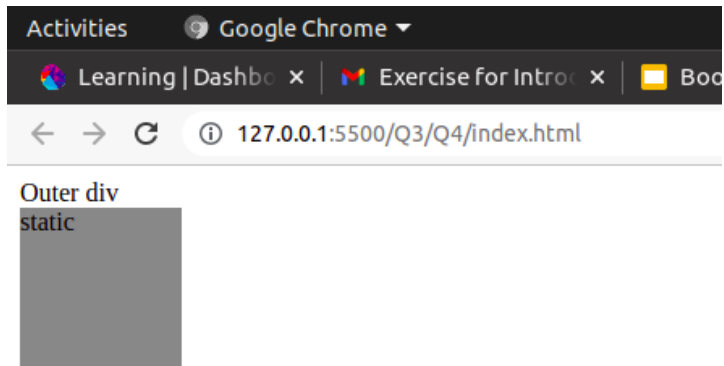 Activities Google Chrome
Learning | Dashbo Exercise for Introc Boo
127.0.0.1:5500/Q3/Q4/index.html
Outer div
static